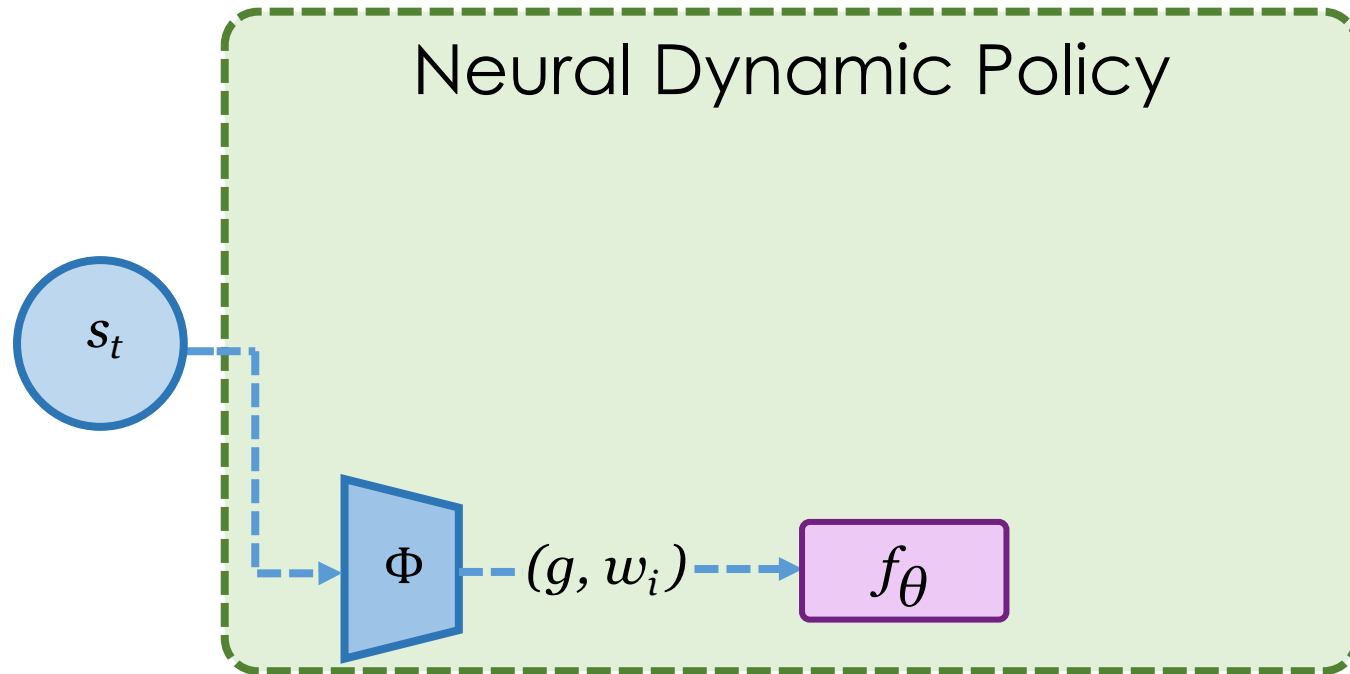 Neural Dynamic Policy
s_t
Φ
(g, w_i)
f_θ